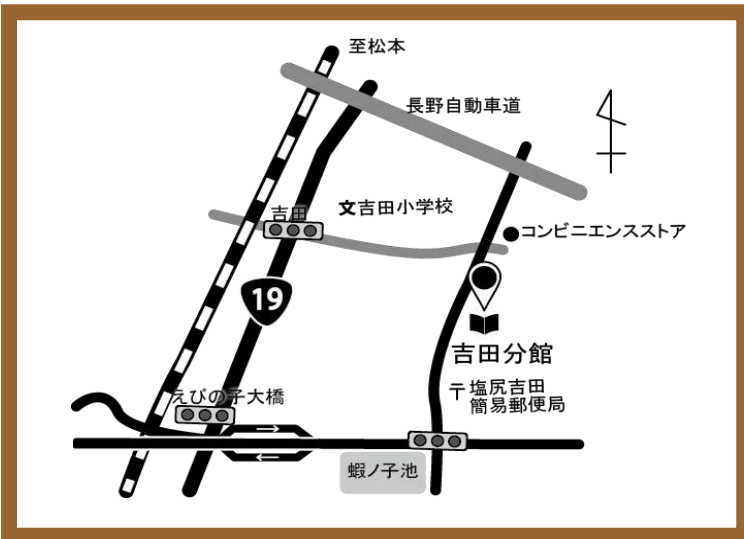 至松本
長野自動車道
文吉田小学校
吉田
コンビニエンスストア
19
吉田分館
えびの子大橋
〒塩尻吉田
簡易郵便局
蝦ノ子池